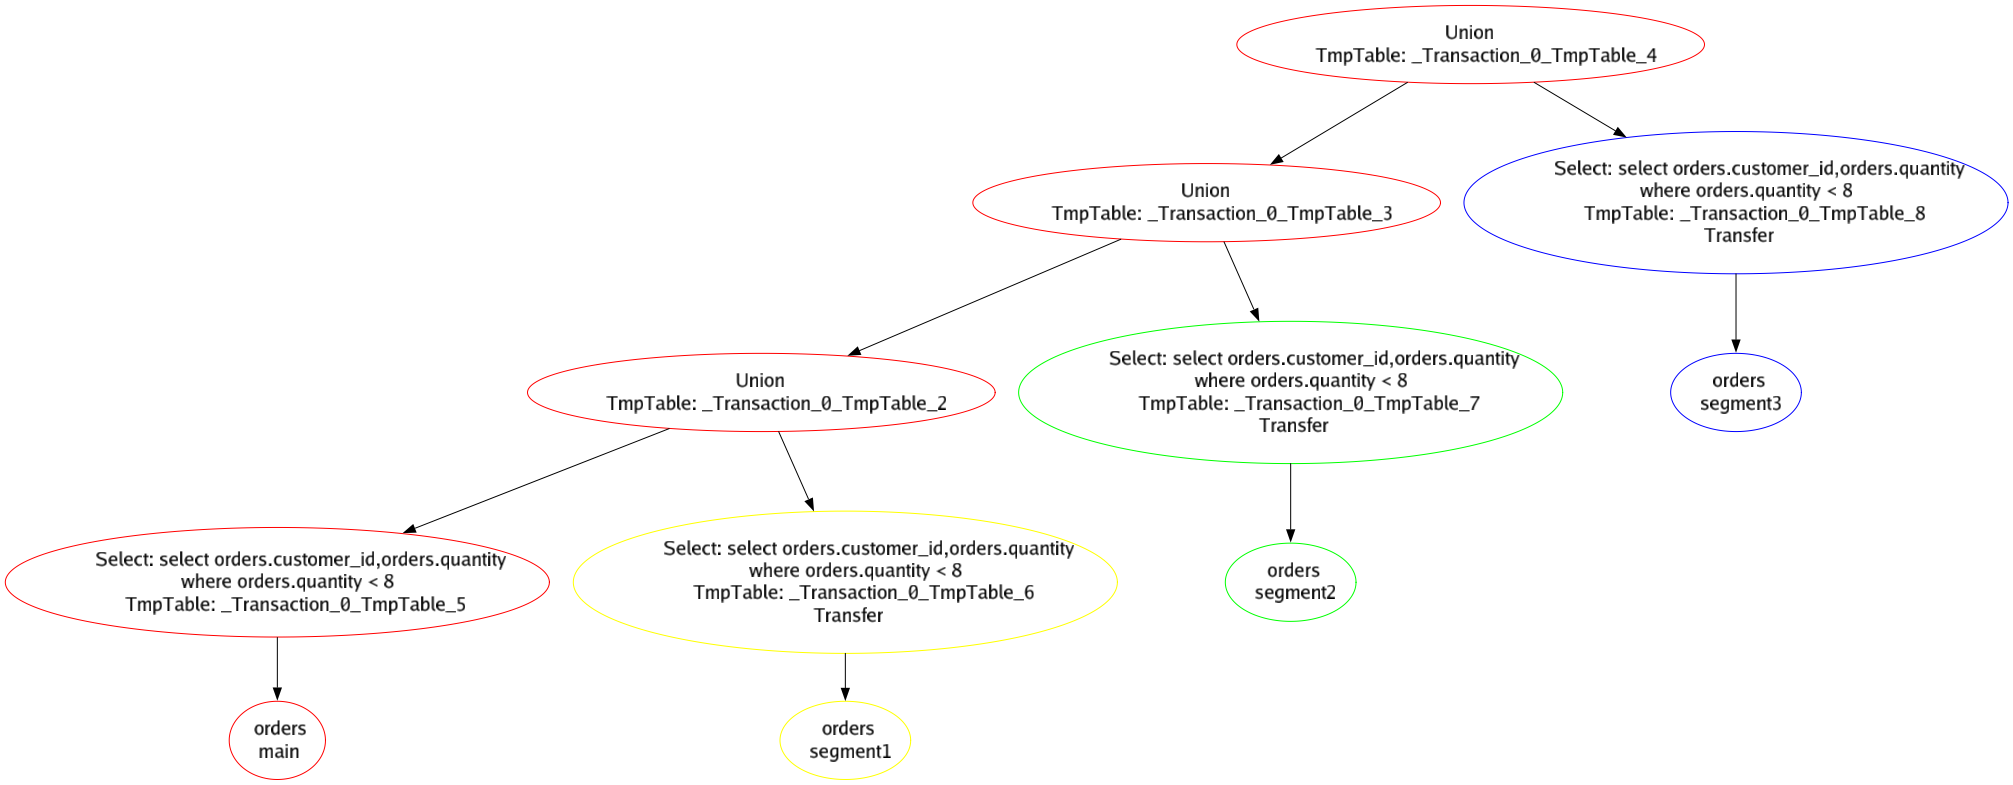 Union
TmpTable: _Transaction_0_TmpTable_4
Select: select orders.customer_id,orders.quantity
where orders.quantity < 8
TmpTable: _Transaction_0_TmpTable_8
Transfer
Union
TmpTable: _Transaction_0_TmpTable_3
Select: select orders.customer_id,orders.quantity
where orders.quantity < 8
TmpTable: _Transaction_0_TmpTable_7
Transfer
orders
segment3
Union
TmpTable: _Transaction_0_TmpTable_2
Select: select orders.customer_id,orders.quantity
where orders.quantity < 8
TmpTable: _Transaction_0_TmpTable_5
Select: select orders.customer_id,orders.quantity
where orders.quantity < 8
TmpTable: _Transaction_0_TmpTable_6
Transfer
orders
segment2
orders
main
orders
segment1